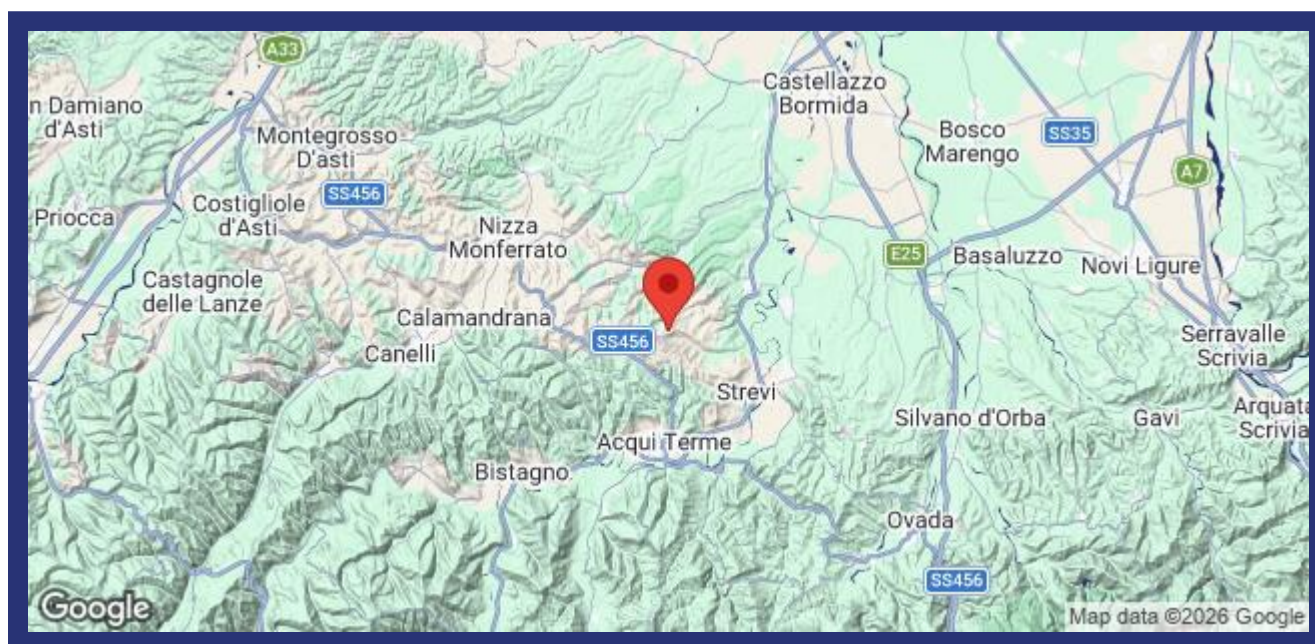 A33
n Damiano
d'Asti
Montegrosso
D'asti
SS456
Priocca
Costigliole
d'Asti
Castagnole
delle Lanze
Nizza
Monferrato
Calamandrana
Canelli
SS456
Castellazzo
Bormida
Bosco
Marengo
SS35
A7
E25
Basaluzzo
Novi Ligure
Serravalle
Scrivia
Strevi
Acqui Terme
Bistagno
Silvano d'Orba
Gavi
Arquata
Scrivia
Ovada
SS456
Google
Map data ©2026 Google